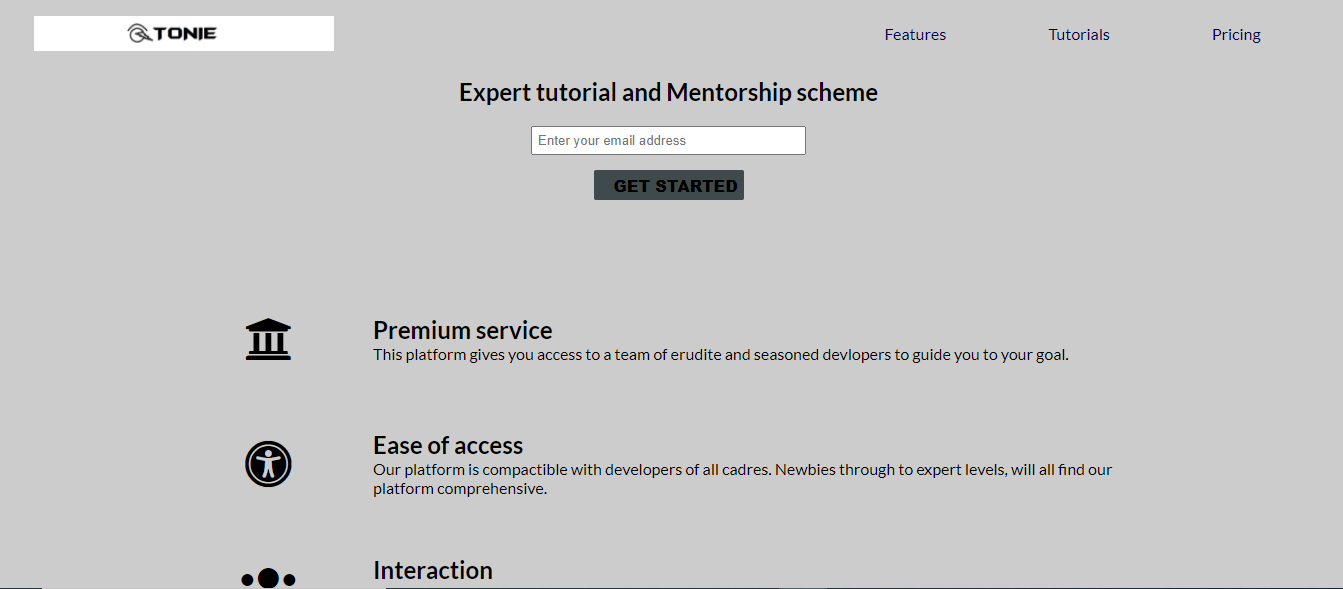 TONJE
Features
Tutorials
Pricing
Expert tutorial and Mentorship scheme
Enter your email address
GET STARTED
Premium service
This platform gives you access to a team of erudite and seasoned devlopers to guide you to your goal.
Ease of access
Our platform is compactible with developers of all cadres. Newbies through to expert levels, will all find our
platform comprehensive.
Interaction